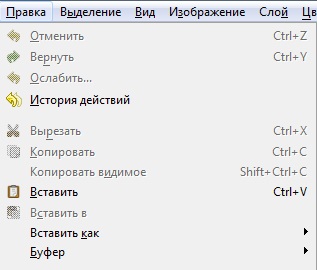 Правка Выделение Вид Изображение Слой Цв
Отменить Ctrl+Z
Вернуть Ctrl+Y
Ослабить...
История действий
Вырезать Ctrl+X
Копировать Ctrl+C
Копировать видимое Shift+Ctrl+C
Вставить Ctrl+V
Вставить в
Вставить как
Буфер